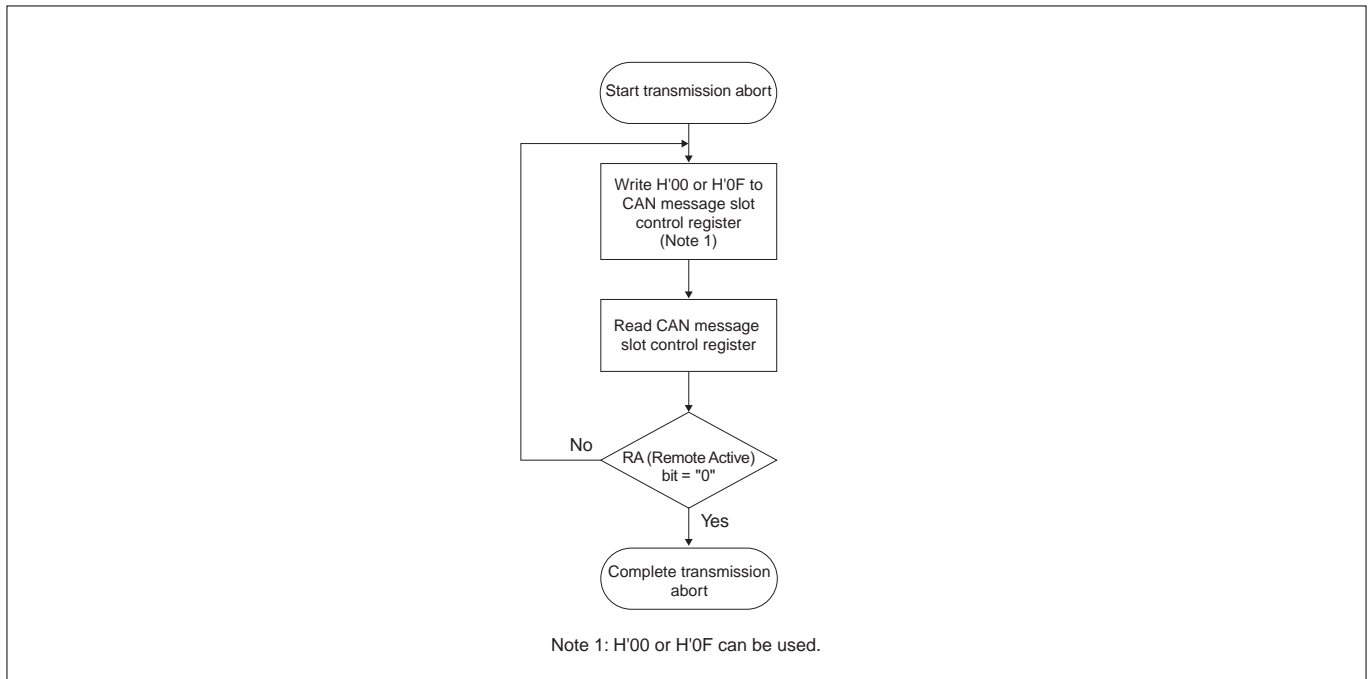 Start transmission abort
Write H'00 or H'0F to
CAN message slot
control register
(Note 1)
Read CAN message
slot control register
No
RA (Remote Active)
bit = "0"
Yes
Complete transmission
abort
Note 1: H'00 or H'0F can be used.